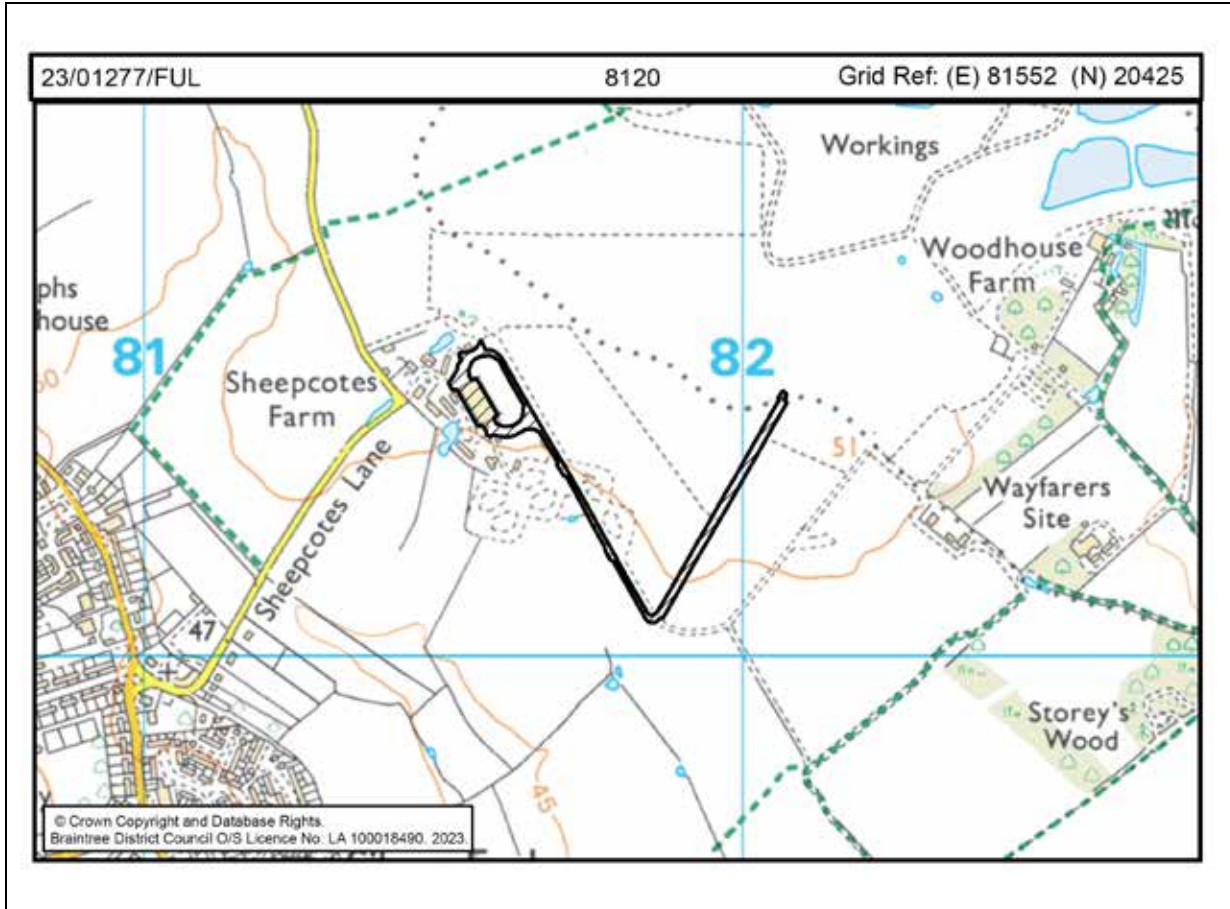 23/01277/FUL 8120 Grid Ref: (E) 81552 (N) 20425
Workings
Woodhouse
Farm
phs
house
81
82
Sheepcotes
Farm
Sheepcotes Lane
51
Wayfarers
Site
47
Storey's
Wood
45
© Crown Copyright and Database Rights.
Braintree District Council O/S Licence No. LA 100018490. 2023.